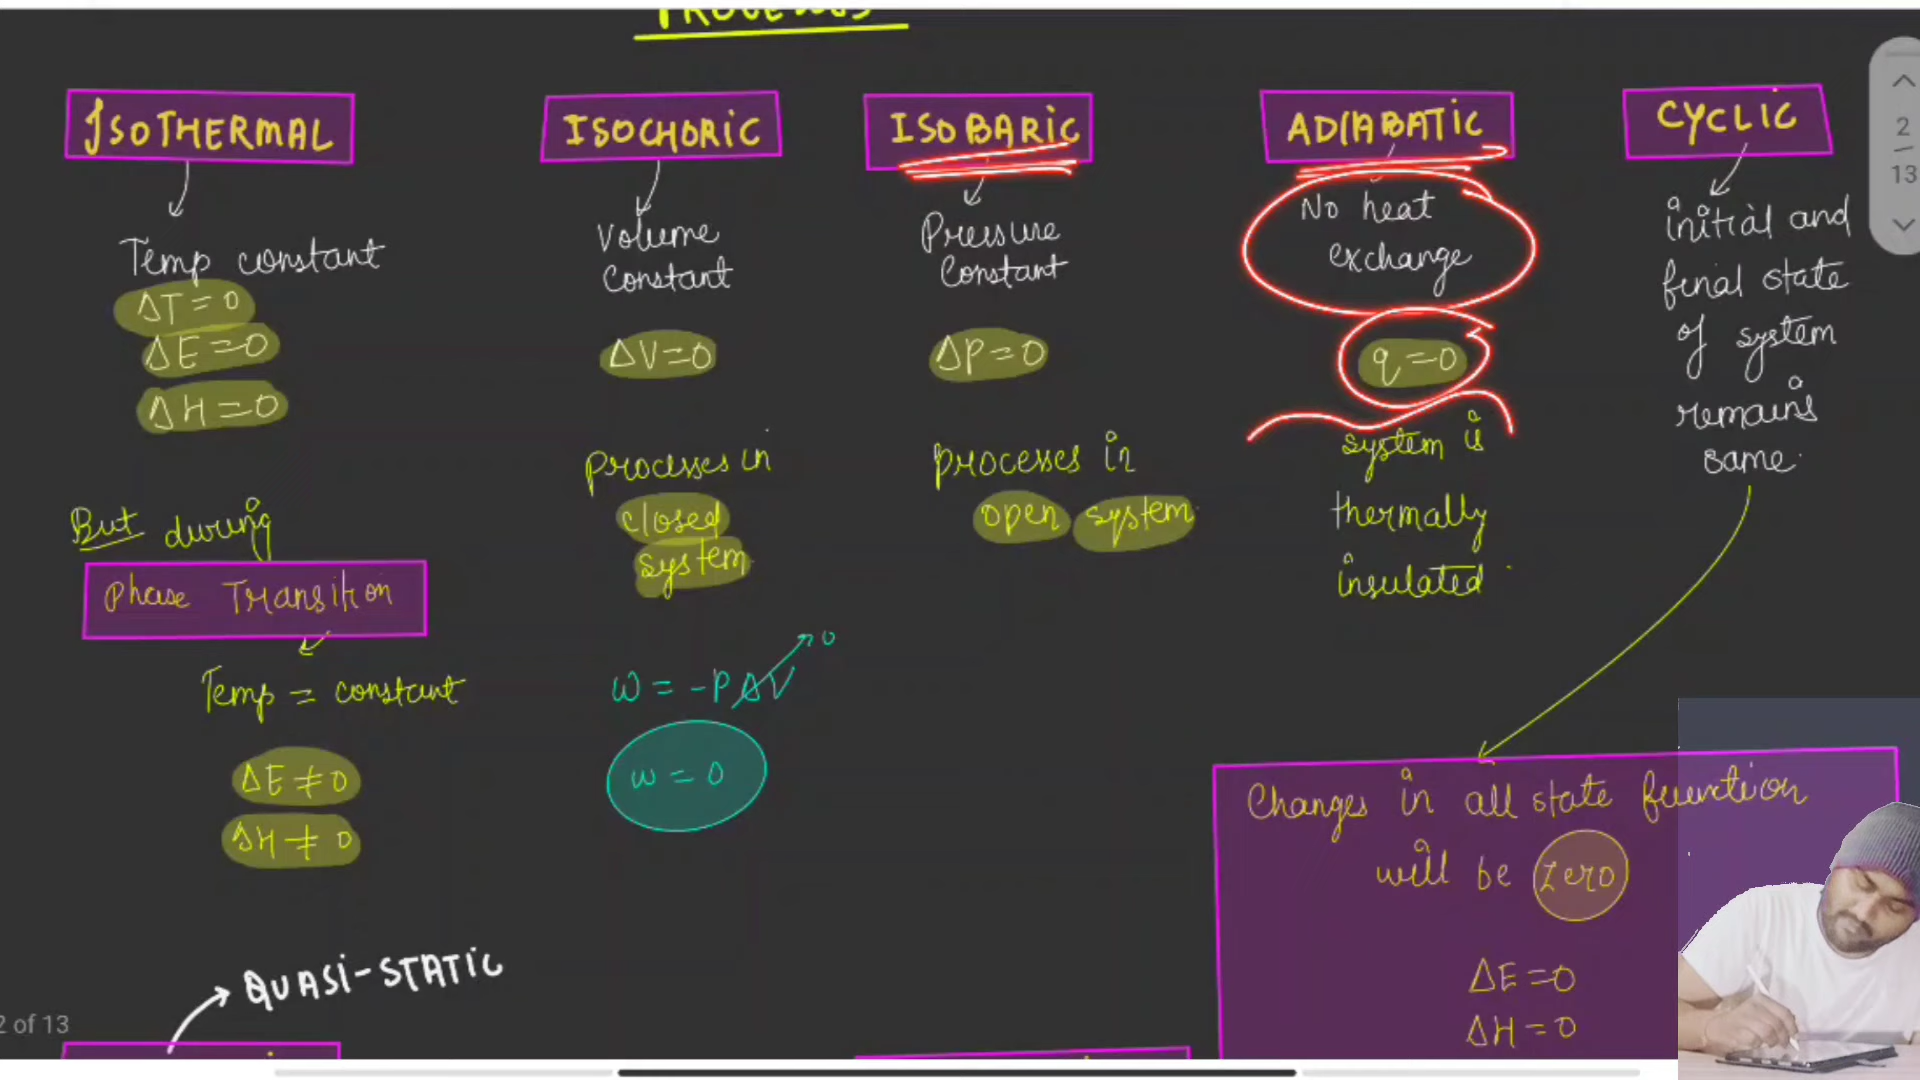 PROCESS
ISOTHERMAL
Temp constant
ΔT = 0
ΔE = 0
ΔH = 0
But during
Phase Transition
Temp = constant
ΔE ≠ 0
ΔH ≠ 0
QUASI-STATIC
ISOCHORIC
Volume
Constant
ΔV = 0
processes in
closed
system
W = -PΔV → 0
w = 0
ISOBARIC
Pressure
Constant
ΔP = 0
processes in
open system
ADIABATIC
No heat
exchange
q = 0
system is
thermally
insulated
CYCLIC
initial and
final state
of system
remains
same.
Changes in all state function
will be zero
ΔE = 0
ΔH = 0
2
13
2 of 13